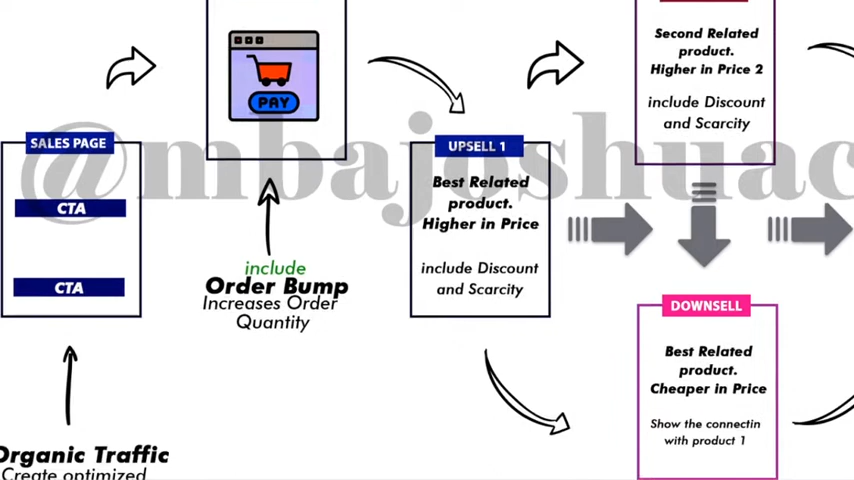 Second Related
product.
Higher in Price 2
include Discount
and Scarcity
PAY
SALES PAGE
CTA
CTA
@mbajoshuac
UPSELL 1
Best Related
product.
Higher in Price
include Discount
and Scarcity
include
Order Bump
Increases Order
Quantity
DOWNSELL
Best Related
product.
Cheaper in Price
Show the connectin
with product 1
Organic Traffic
Create optimized